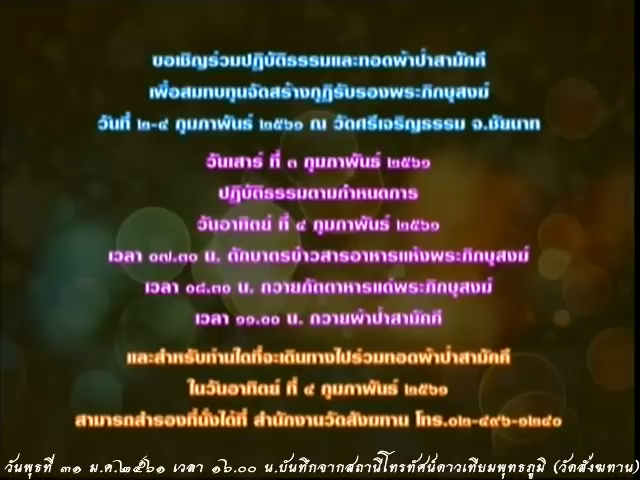 ขอเชิญร่วมปฏิบัติธรรมและทอดผ้าป่าสามัคคี
เพื่อสมทบทุนจัดสร้างกุฏิรับรองพระภิกษุสงฆ์
วันที่ ๒-๔ กุมภาพันธ์ ๒๕๖๑ ณ วัดศรีเจริญธรรม จ.ชัยนาท
วันเสาร์ ที่ ๓ กุมภาพันธ์ ๒๕๖๑
ปฏิบัติธรรมตามกำหนดการ
วันอาทิตย์ ที่ ๔ กุมภาพันธ์ ๒๕๖๑
เวลา ๐๗.๓๐ น. ตักบาตรข้าวสารอาหารแห้งพระภิกษุสงฆ์
เวลา ๐๘.๓๐ น. ถวายภัตตาหารแด่พระภิกษุสงฆ์
เวลา ๑๑.๐๐ น. ถวายผ้าป่าสามัคคี
และสำหรับท่านใดที่จะเดินทางไปร่วมทอดผ้าป่าสามัคคี
ในวันอาทิตย์ ที่ ๔ กุมภาพันธ์ ๒๕๖๑
สามารถสำรองที่นั่งได้ที่ สำนักงานวัดสังฆทาน โทร.๐๒-๔๙๖-๑๒๔๐
วันพุธที่ ๓๑ ม.ค.๒๕๖๑ เวลา ๑๖.๐๐ น.บันทึกจากสถานีโทรทัศน์ดาวเทียมพุทธภูมิ (วัดสังฆทาน)